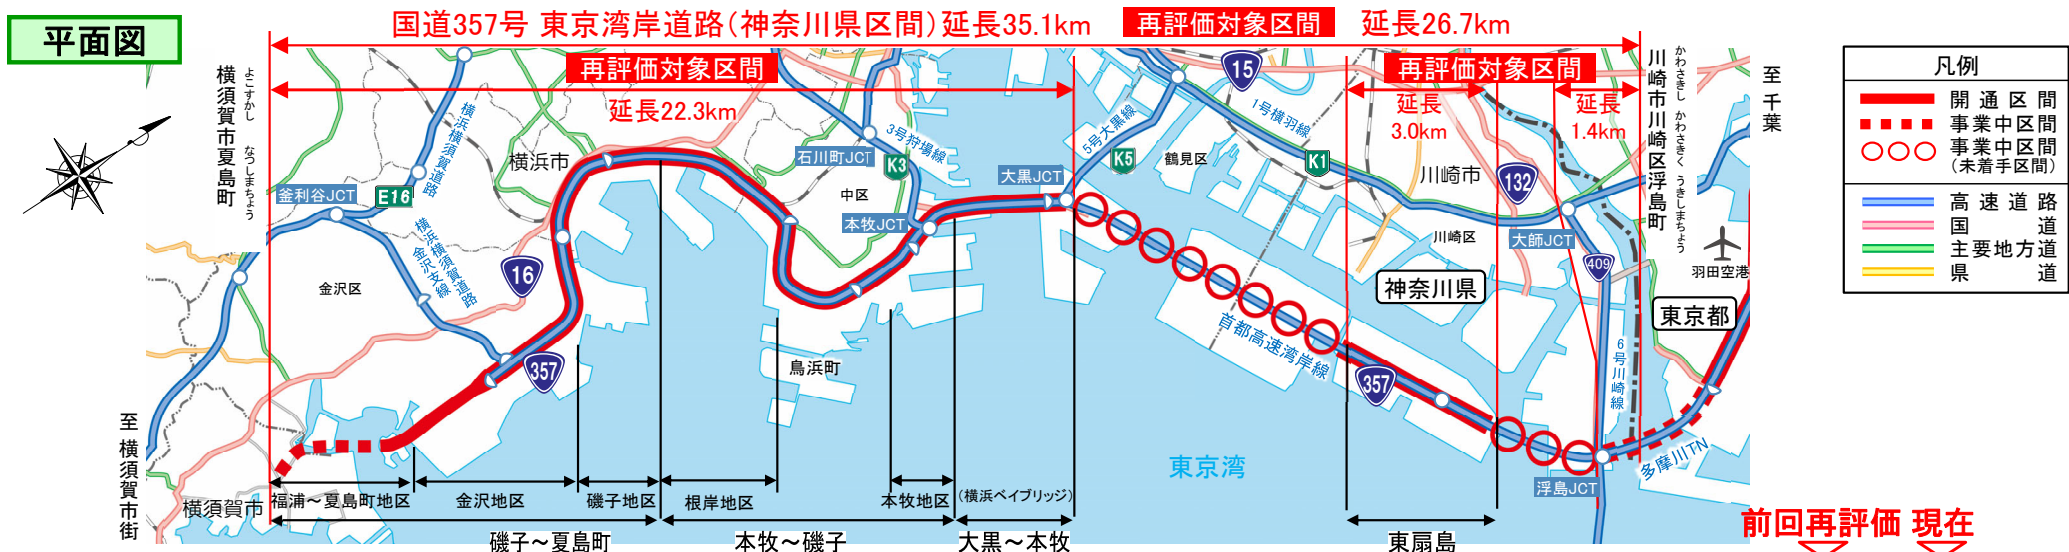 平面図
国道357号 東京湾岸道路(神奈川県区間)延長35.1km
再評価対象区間 延長26.7km
再評価対象区間
延長22.3km
再評価対象区間
延長
3.0km
延長
1.4km
横須賀市夏島町
よこすかし なつしまちょう
川崎市川崎区浮島町
かわさきし かわさきく うきしまちょう
至 千葉
至 横須賀市街
凡例
開通区間
事業中区間
事業中区間
(未着手区間)
高速道路
国道
主要地方道
県道
横浜横須賀道路
釜利谷JCT
E16
横浜横須賀道路
金沢支線
金沢区
横浜市
16
357
石川町JCT
3号狩場線
K3
中区
本牧JCT
大黒JCT
5号大黒線
K5
鶴見区
15
1号横羽線
K1
川崎市
132
川崎区
大師JCT
409
羽田空港
神奈川県
東京都
首都高速湾岸線
357
6号川崎線
多摩川TN
浮島JCT
東京湾
鳥浜町
横須賀市
福浦~夏島町地区
金沢地区
磯子地区
根岸地区
本牧地区
(横浜ベイブリッジ)
磯子~夏島町
本牧~磯子
大黒~本牧
東扇島
前回再評価 現在